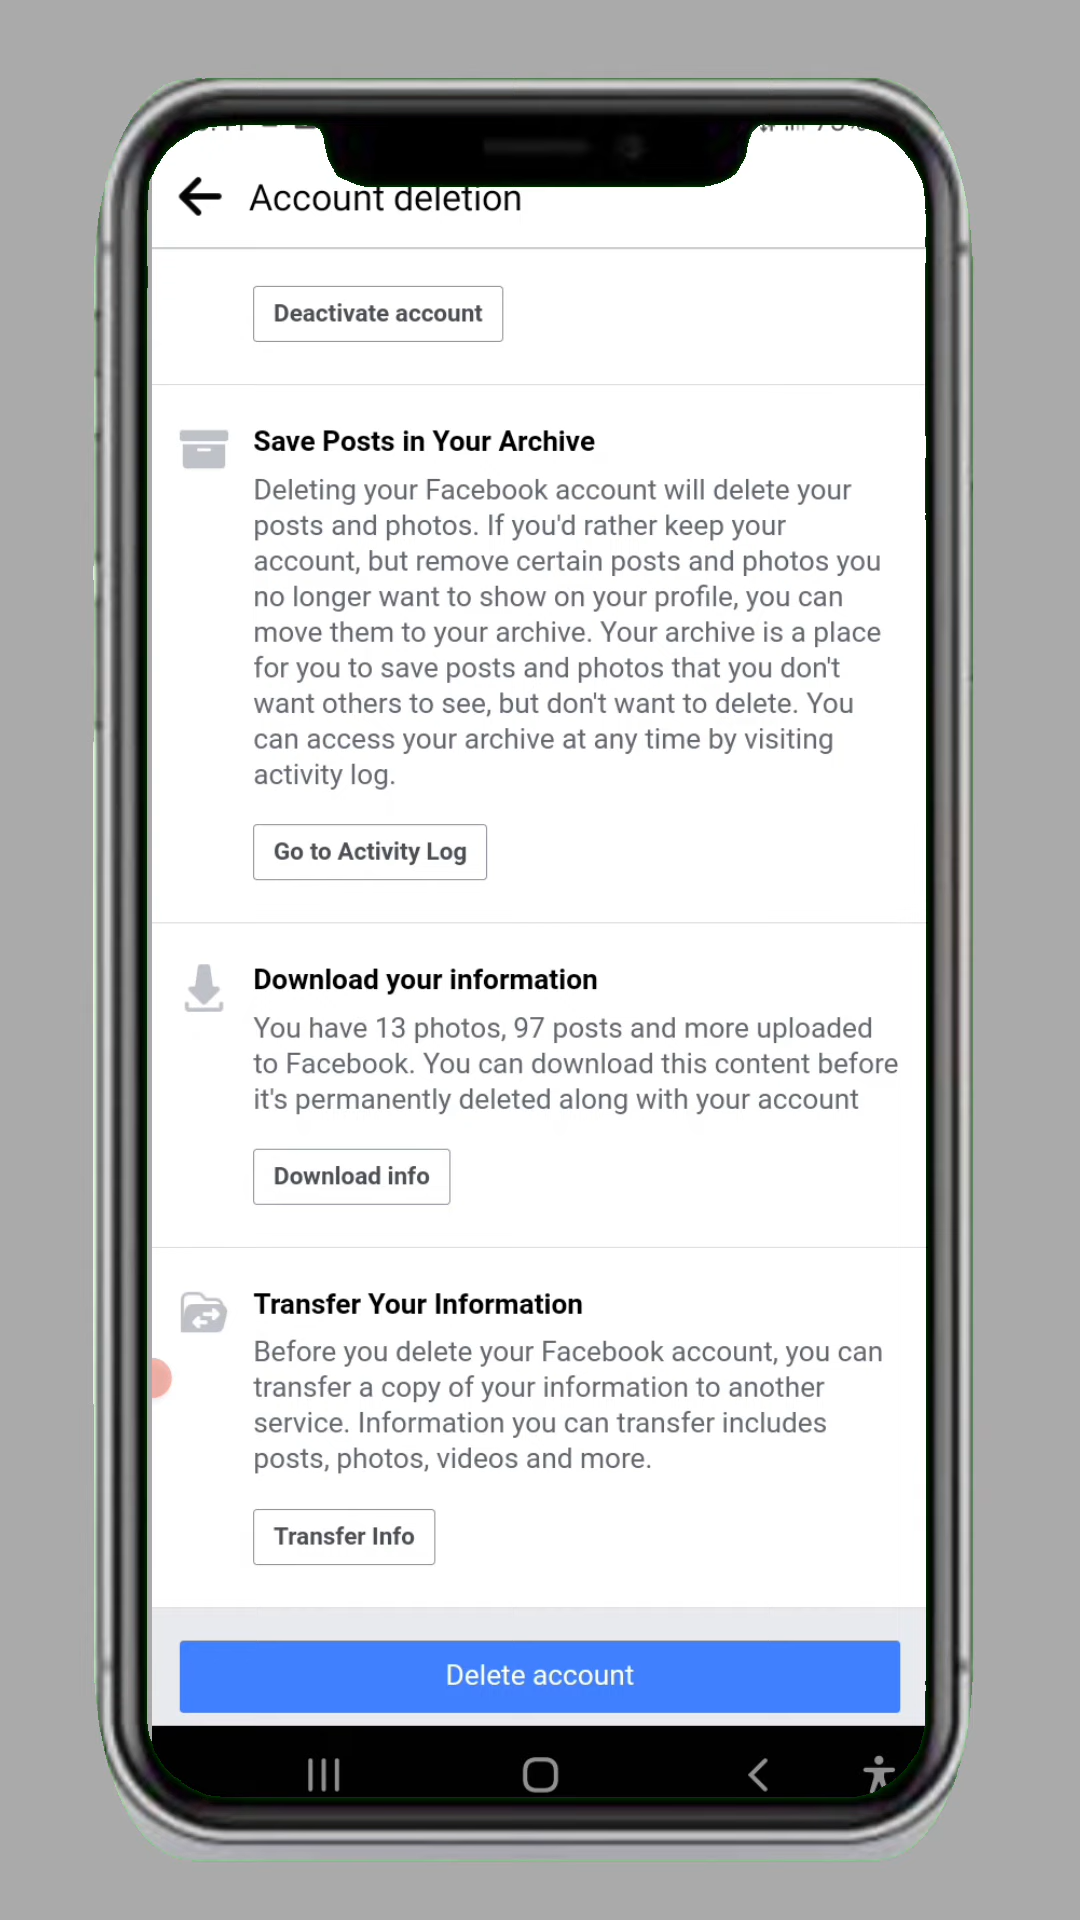 Account deletion
Deactivate account
Save Posts in Your Archive
Deleting your Facebook account will delete your
posts and photos. If you'd rather keep your
account, but remove certain posts and photos you
no longer want to show on your profile, you can
move them to your archive. Your archive is a place
for you to save posts and photos that you don't
want others to see, but don't want to delete. You
can access your archive at any time by visiting
activity log.
Go to Activity Log
Download your information
You have 13 photos, 97 posts and more uploaded
to Facebook. You can download this content before
it's permanently deleted along with your account
Download info
Transfer Your Information
Before you delete your Facebook account, you can
transfer a copy of your information to another
service. Information you can transfer includes
posts, photos, videos and more.
Transfer Info
Delete account